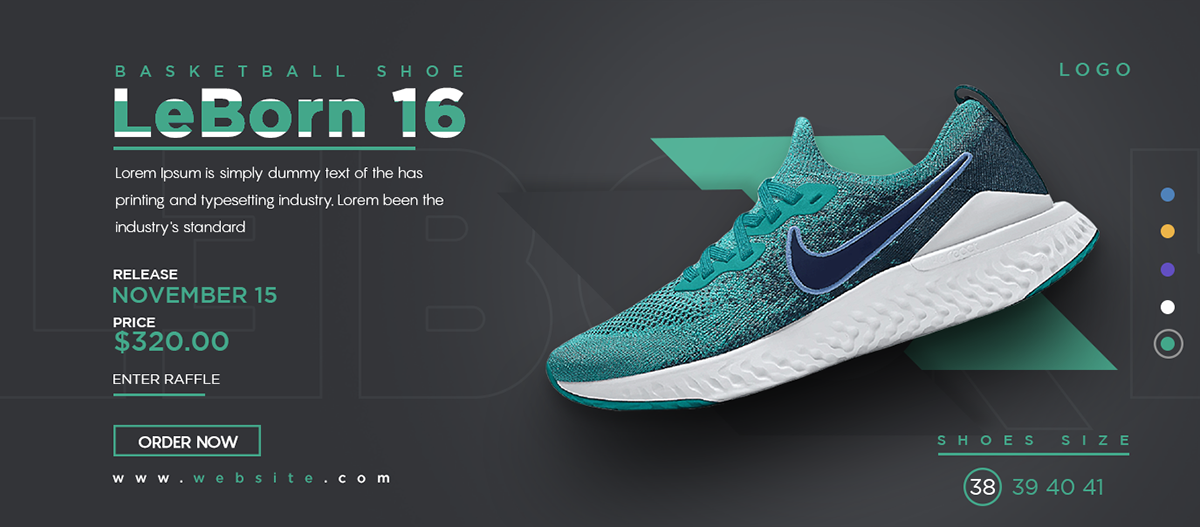 BASKETBALL SHOE
LeBorn 16
Lorem Ipsum is simply dummy text of the has
printing and typesetting industry. Lorem been the
industry's standard
RELEASE
NOVEMBER 15
PRICE
$320.00
ENTER RAFFLE
ORDER NOW
www.website.com
LOGO
SHOES SIZE
38 39 40 41